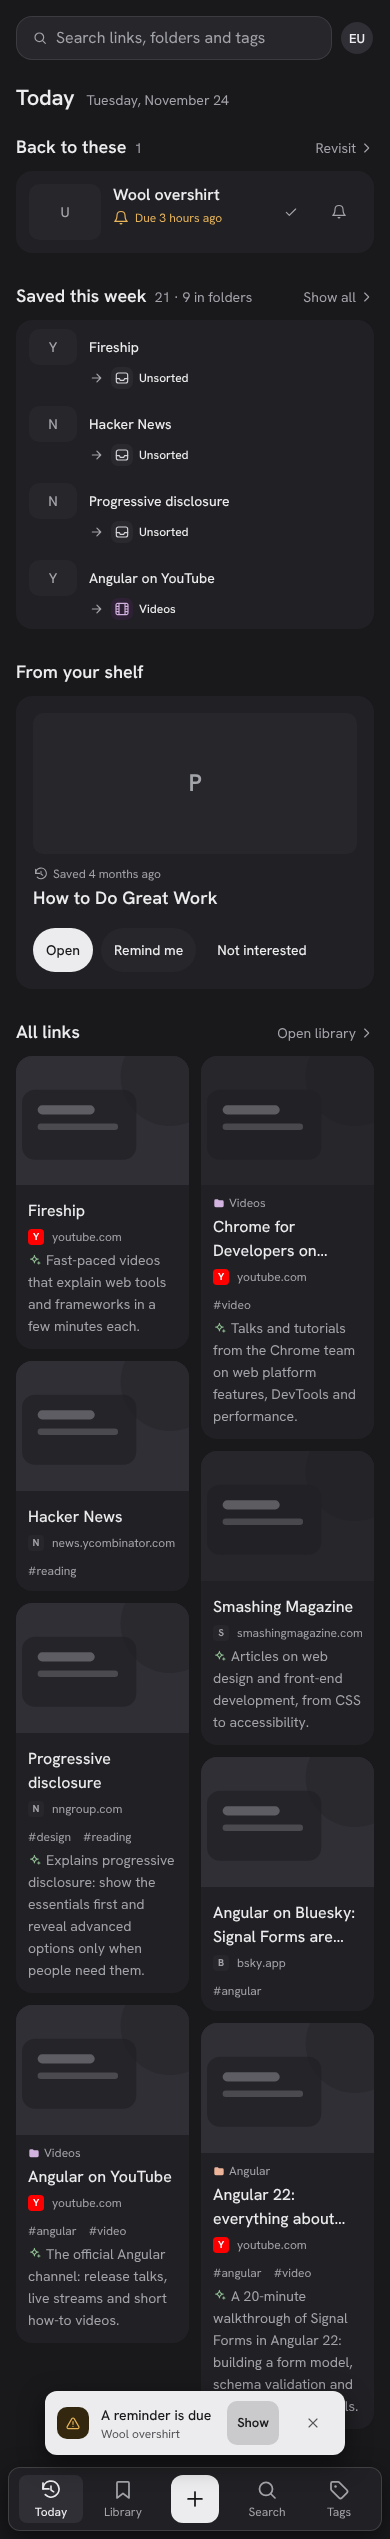 Search links, folders and tags
EU
Today Tuesday, November 24
Back to these 1 Revisit
U
Wool overshirt
Due 3 hours ago
Saved this week 21 · 9 in folders Show all
Y Fireship
Unsorted
N Hacker News
Unsorted
N Progressive disclosure
Unsorted
Y Angular on YouTube
Videos
From your shelf
P
Saved 4 months ago
How to Do Great Work
Open Remind me Not interested
All links Open library
Fireship
Y youtube.com
Fast-paced videos
that explain web tools
and frameworks in a
few minutes each.
Hacker News
N news.ycombinator.com
#reading
Progressive
disclosure
N nngroup.com
#design #reading
Explains progressive
disclosure: show the
essentials first and
reveal advanced
options only when
people need them.
Videos
Angular on YouTube
Y youtube.com
#angular #video
The official Angular
channel: release talks,
live streams and short
how-to videos.
Videos
Chrome for
Developers on...
Y youtube.com
#video
Talks and tutorials
from the Chrome team
on web platform
features, DevTools and
performance.
Smashing Magazine
S smashingmagazine.com
Articles on web
design and front-end
development, from CSS
to accessibility.
Angular on Bluesky:
Signal Forms are...
B bsky.app
#angular
Angular
Angular 22:
everything about...
Y youtube.com
#angular #video
A 20-minute
walkthrough of Signal
Forms in Angular 22:
building a form model,
schema validation and
ls.
A reminder is due
Wool overshirt
Show
Today Library Search Tags